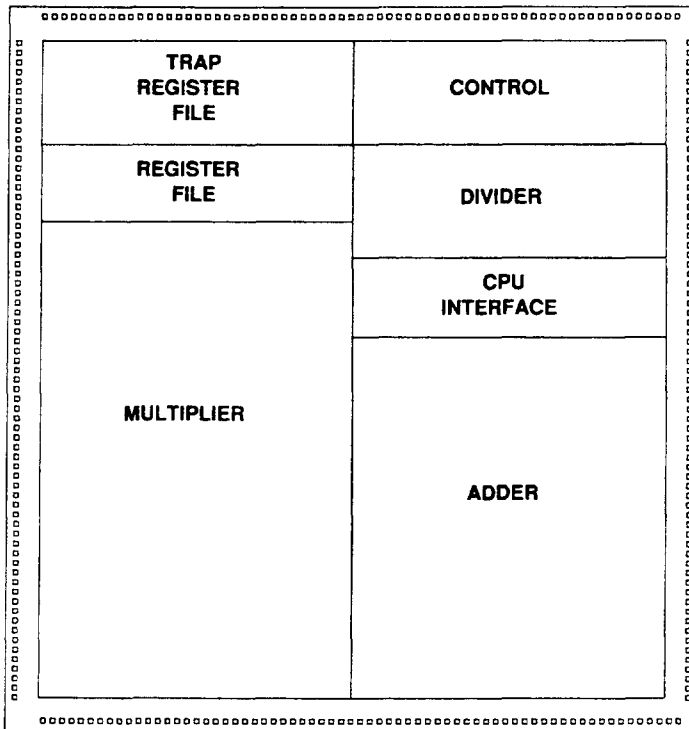 TRAP
REGISTER
FILE
CONTROL
REGISTER
FILE
DIVIDER
CPU
INTERFACE
MULTIPLIER
ADDER